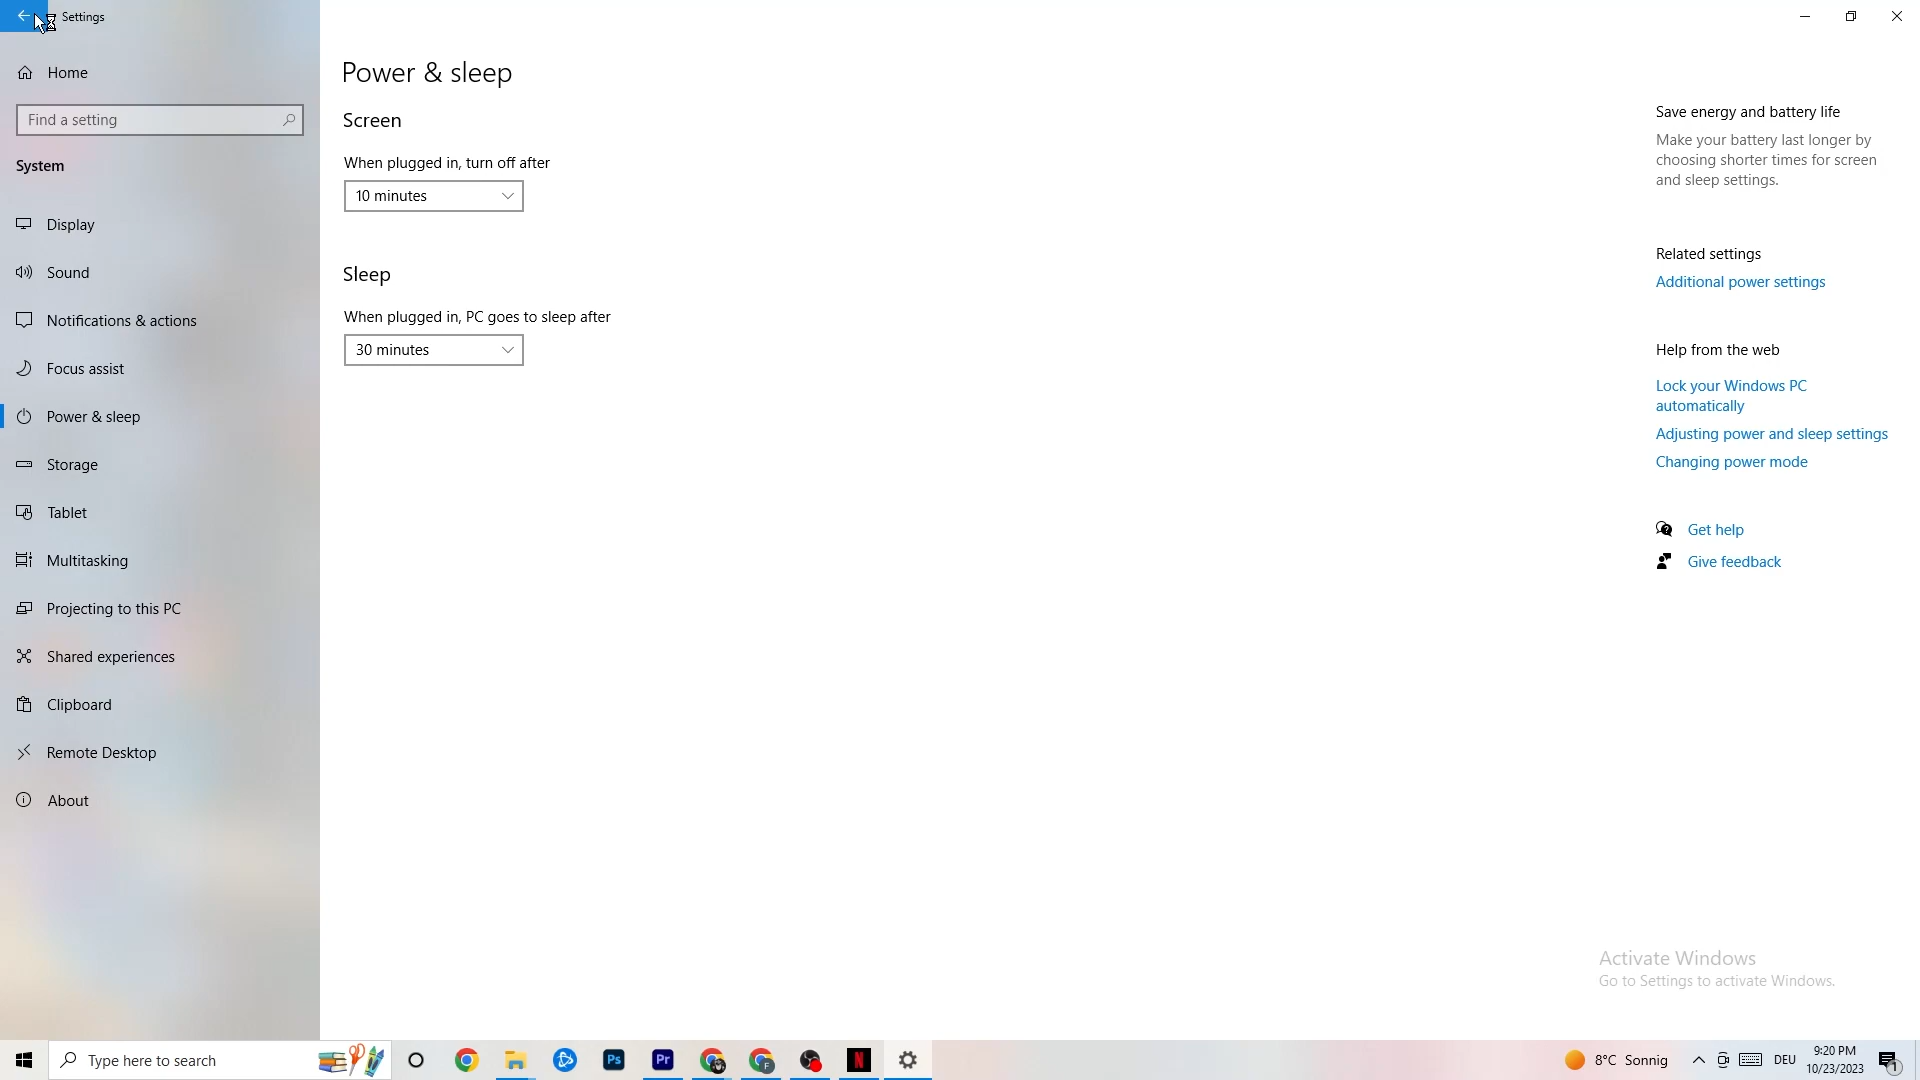 Settings
Home
Find a setting
System
Display
Sound
Notifications & actions
Focus assist
Power & sleep
Storage
Tablet
Multitasking
Projecting to this PC
Shared experiences
Clipboard
Remote Desktop
About
Power & sleep
Screen
When plugged in, turn off after
10 minutes
Sleep
When plugged in, PC goes to sleep after
30 minutes
Save energy and battery life
Make your battery last longer by
choosing shorter times for screen
and sleep settings.
Related settings
Additional power settings
Help from the web
Lock your Windows PC
automatically
Adjusting power and sleep settings
Changing power mode
Get help
Give feedback
Activate Windows
Go to Settings to activate Windows.
Type here to search
Ps
Pr
F
N
8°C Sonnig
DEU
9:20 PM
10/23/2023
1